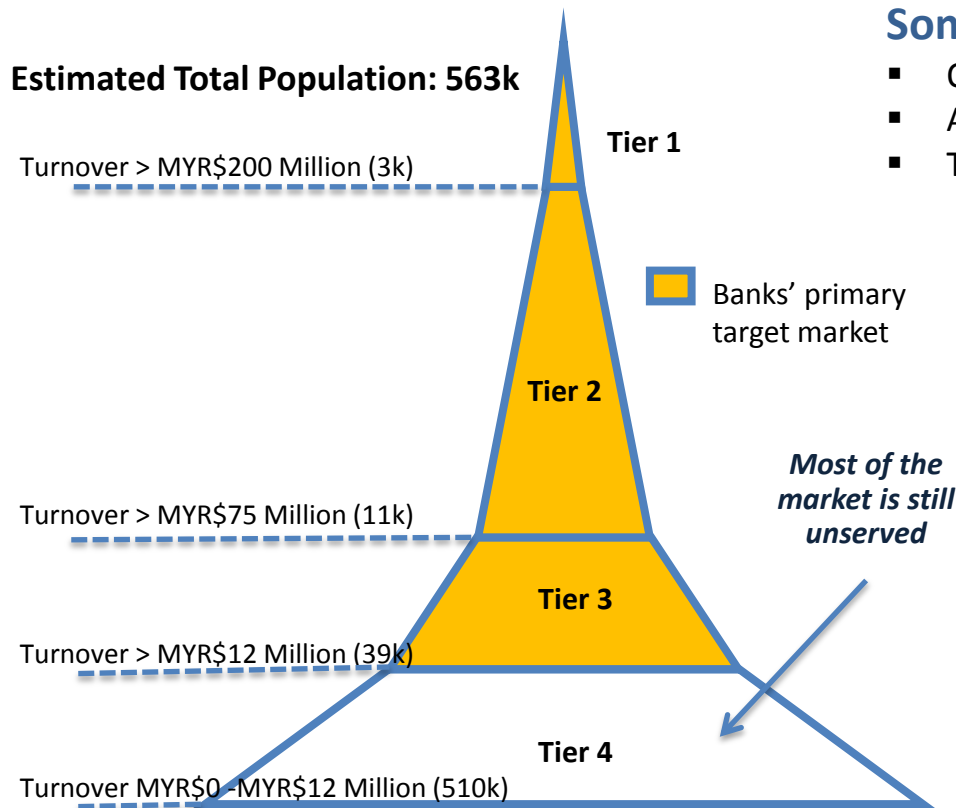 Estimated Total Population: 563k
Tier 1
Turnover > MYR$200 Million (3k)
▪
▪
▪
Banks’ primary
target market
Tier 2
Most of the
market is still
unserved
Turnover > MYR$75 Million (11k)
Tier 3
Turnover > MYR$12 Million (39k)
Tier 4
Turnover MYR$0 -MYR$12 Million (510k)